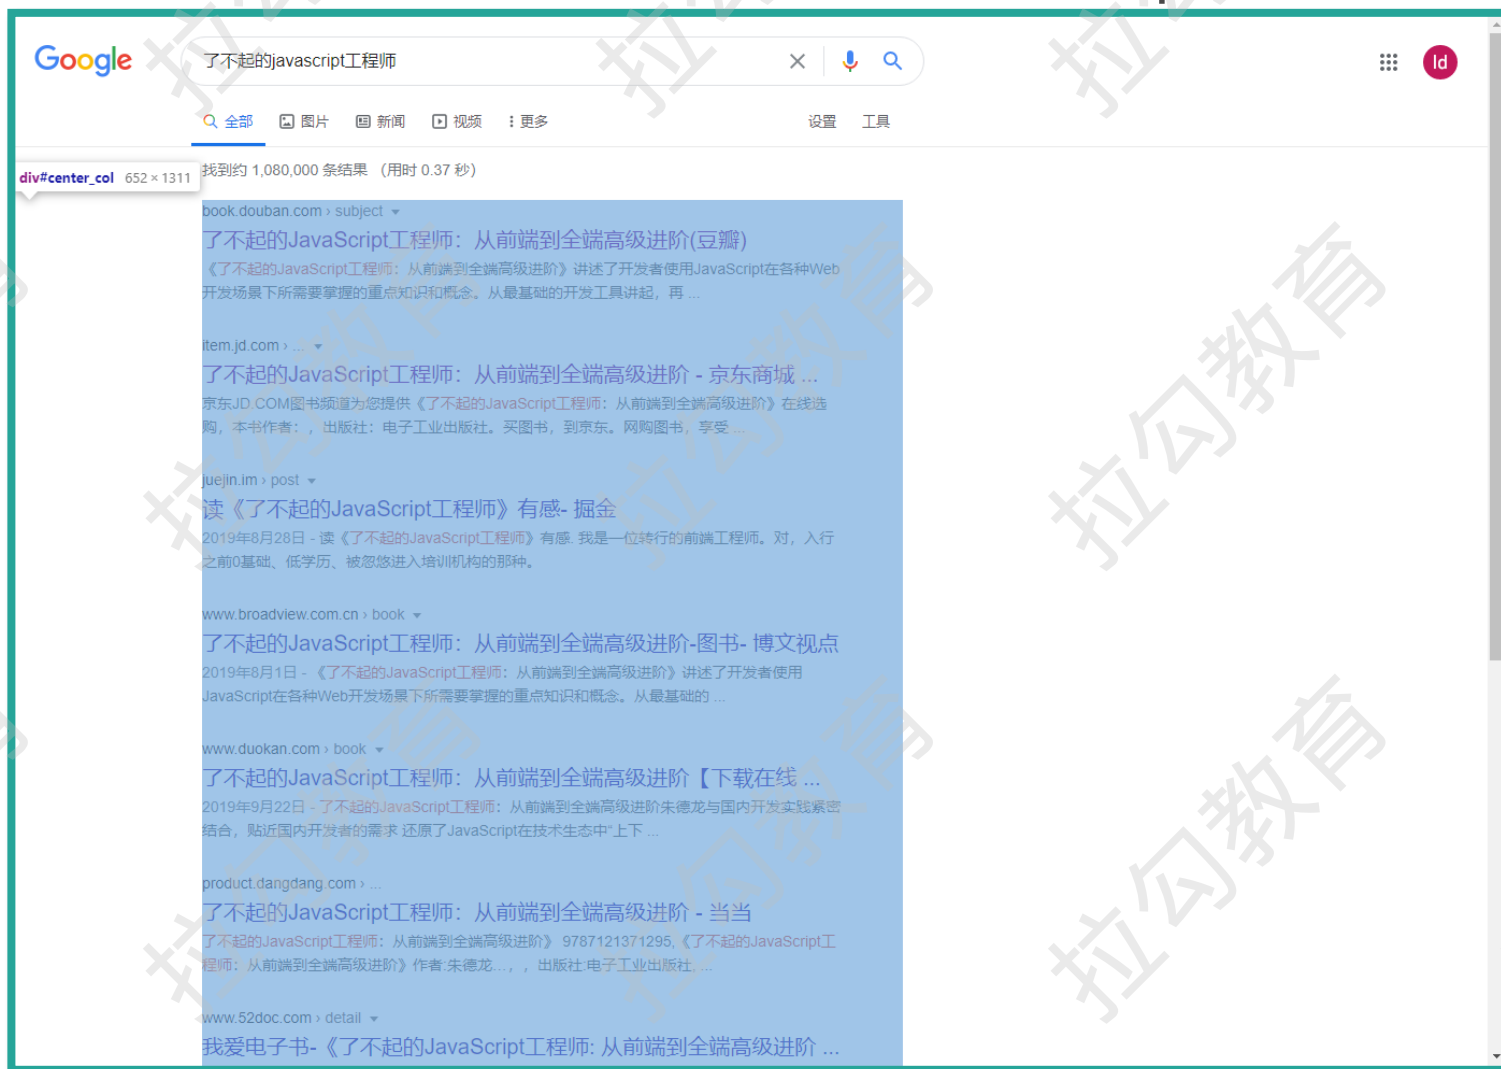 Google
了不起的javascript工程师
Id
全部 图片 新闻 视频 更多 设置 工具
找到约 1,080,000 条结果 （用时 0.37 秒）
div#center_col 652 × 1311
book.douban.com › subject
了不起的JavaScript工程师：从前端到全端高级进阶(豆瓣)
《了不起的JavaScript工程师：从前端到全端高级进阶》讲述了开发者使用JavaScript在各种Web
开发场景下所需要掌握的重点知识和概念。从最基础的开发工具讲起，再 ...
item.jd.com › ...
了不起的JavaScript工程师：从前端到全端高级进阶 - 京东商城 ...
京东JD.COM图书频道为您提供《了不起的JavaScript工程师：从前端到全端高级进阶》在线选
购，本书作者：，出版社：电子工业出版社。买图书，到京东。网购图书，享受 ...
juejin.im › post
读《了不起的JavaScript工程师》有感- 掘金
2019年8月28日 - 读《了不起的JavaScript工程师》有感. 我是一位转行的前端工程师。对，入行
之前0基础、低学历、被忽悠进入培训机构的那种。
www.broadview.com.cn › book
了不起的JavaScript工程师：从前端到全端高级进阶-图书- 博文视点
2019年8月1日 - 《了不起的JavaScript工程师：从前端到全端高级进阶》讲述了开发者使用
JavaScript在各种Web开发场景下所需要掌握的重点知识和概念。从最基础的 ...
www.duokan.com › book
了不起的JavaScript工程师：从前端到全端高级进阶【下载在线 ...
2019年9月22日 - 了不起的JavaScript工程师：从前端到全端高级进阶朱德龙与国内开发实践紧密
结合，贴近国内开发者的需求 还原了JavaScript在技术生态中“上下 ...
product.dangdang.com › ...
了不起的JavaScript工程师：从前端到全端高级进阶 - 当当
了不起的JavaScript工程师：从前端到全端高级进阶》 9787121371295,《了不起的JavaScript工
程师：从前端到全端高级进阶》作者:朱德龙...，，出版社:电子工业出版社. ...
www.52doc.com › detail
我爱电子书-《了不起的JavaScript工程师: 从前端到全端高级进阶 ...
拉勾教育
拉勾教育
拉勾教育
拉勾教育